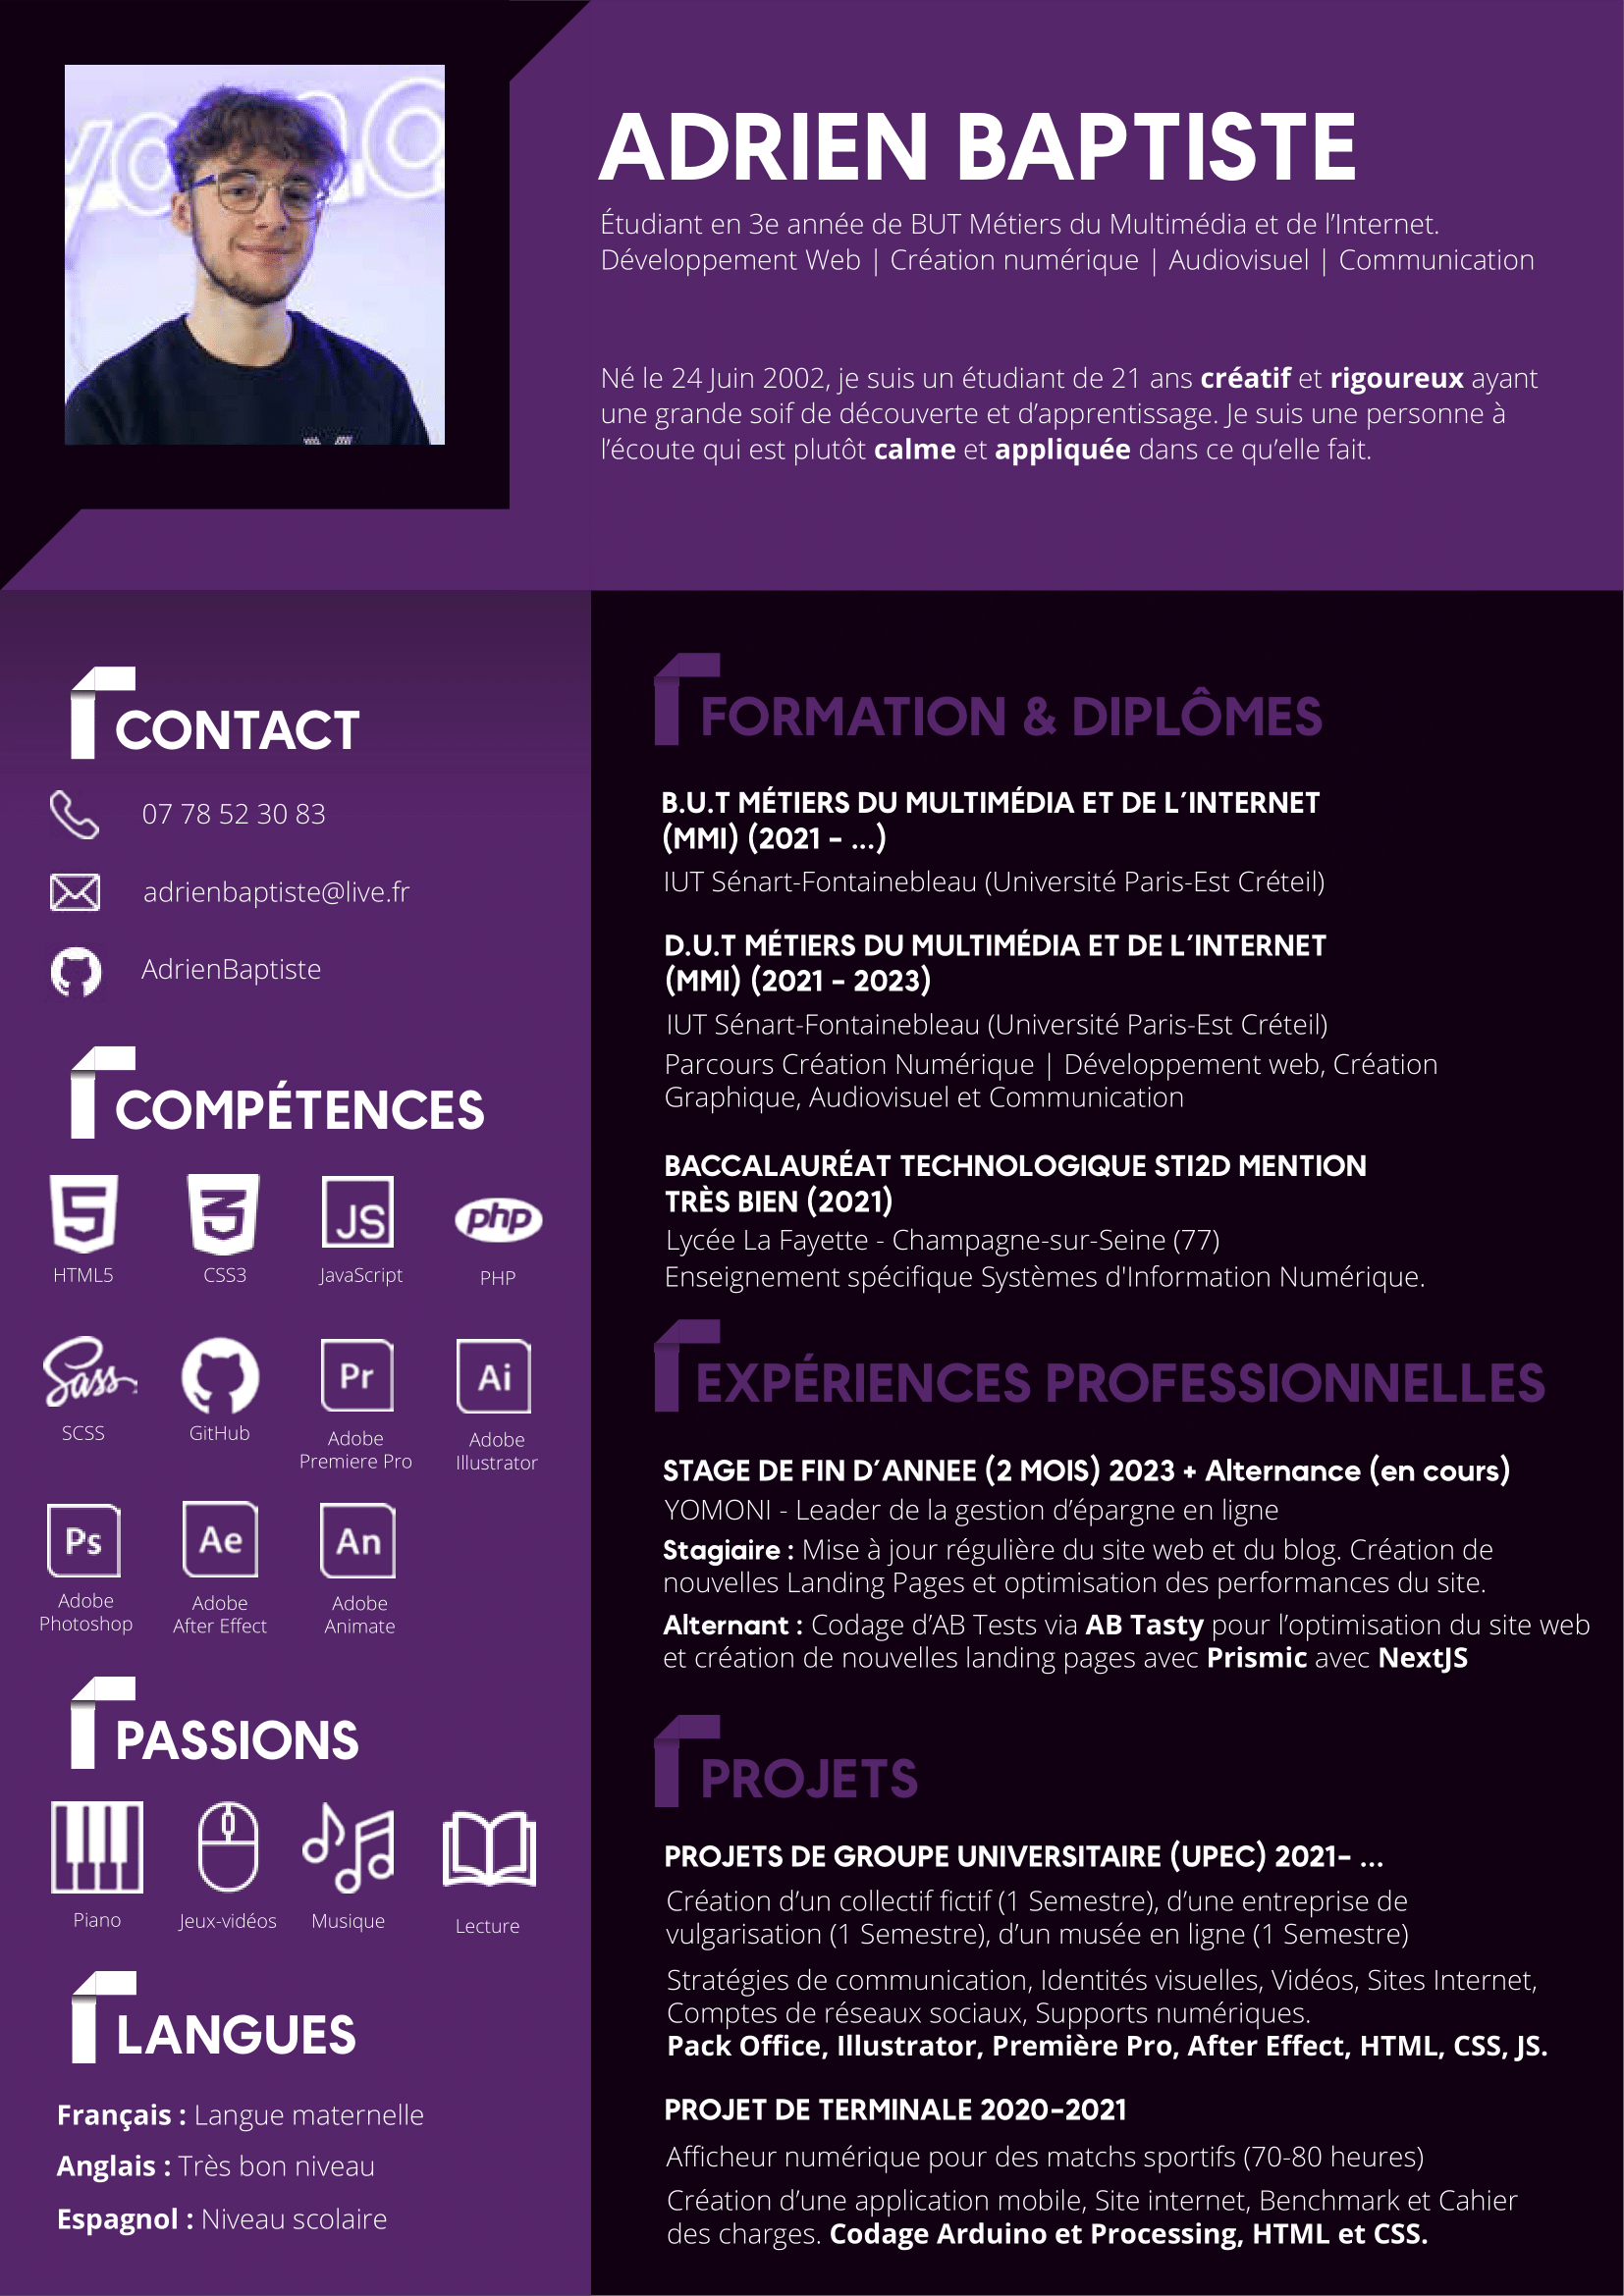 ADRIEN BAPTISTE
Étudiant en 3e année de BUT Métiers du Multimédia et de l’Internet.
Développement Web | Création numérique | Audiovisuel | Communication
Né le 24 Juin 2002, je suis un étudiant de 21 ans créatif et rigoureux ayant
une grande soif de découverte et d’apprentissage. Je suis une personne à
l’écoute qui est plutôt calme et appliquée dans ce qu’elle fait.
CONTACT
07 78 52 30 83
adrienbaptiste@live.fr
AdrienBaptiste
COMPÉTENCES
5
3
JS
php
HTML5
CSS3
JavaScript
PHP
Sass
Pr
Ai
SCSS
GitHub
Adobe
Premiere Pro
Adobe
Illustrator
Ps
Ae
An
Adobe
Photoshop
Adobe
After Effect
Adobe
Animate
PASSIONS
Piano
Jeux-vidéos
Musique
Lecture
LANGUES
Français : Langue maternelle
Anglais : Très bon niveau
Espagnol : Niveau scolaire
FORMATION & DIPLÔMES
B.U.T MÉTIERS DU MULTIMÉDIA ET DE L’INTERNET
(MMI) (2021 - ...)
IUT Sénart-Fontainebleau (Université Paris-Est Créteil)
D.U.T MÉTIERS DU MULTIMÉDIA ET DE L’INTERNET
(MMI) (2021 - 2023)
IUT Sénart-Fontainebleau (Université Paris-Est Créteil)
Parcours Création Numérique | Développement web, Création
Graphique, Audiovisuel et Communication
BACCALAURÉAT TECHNOLOGIQUE STI2D MENTION
TRÈS BIEN (2021)
Lycée La Fayette - Champagne-sur-Seine (77)
Enseignement spécifique Systèmes d'Information Numérique.
EXPÉRIENCES PROFESSIONNELLES
STAGE DE FIN D’ANNEE (2 MOIS) 2023 + Alternance (en cours)
YOMONI - Leader de la gestion d’épargne en ligne
Stagiaire : Mise à jour régulière du site web et du blog. Création de
nouvelles Landing Pages et optimisation des performances du site.
Alternant : Codage d’AB Tests via AB Tasty pour l’optimisation du site web
et création de nouvelles landing pages avec Prismic avec NextJS
PROJETS
PROJETS DE GROUPE UNIVERSITAIRE (UPEC) 2021- ...
Création d’un collectif fictif (1 Semestre), d’une entreprise de
vulgarisation (1 Semestre), d’un musée en ligne (1 Semestre)
Stratégies de communication, Identités visuelles, Vidéos, Sites Internet,
Comptes de réseaux sociaux, Supports numériques.
Pack Office, Illustrator, Première Pro, After Effect, HTML, CSS, JS.
PROJET DE TERMINALE 2020-2021
Afficheur numérique pour des matchs sportifs (70-80 heures)
Création d’une application mobile, Site internet, Benchmark et Cahier
des charges. Codage Arduino et Processing, HTML et CSS.